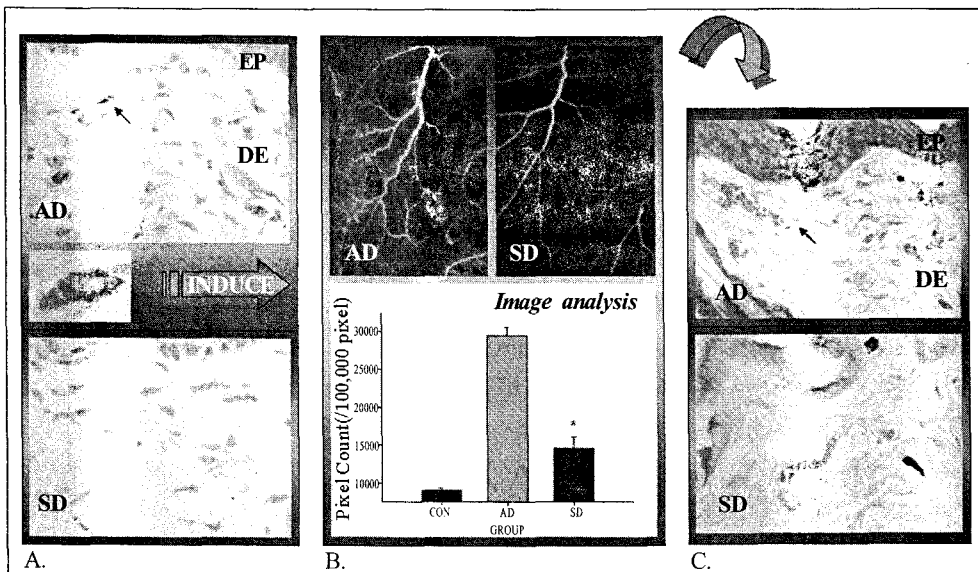 EP
DE
AD
INDUCE
SD
A.
AD
SD
Image analysis
Pixel Count(/100,000 pixel)
30000
25000
20000
15000
10000
*
CON
AD
SD
GROUP
B.
EP
AD
DE
SD
C.